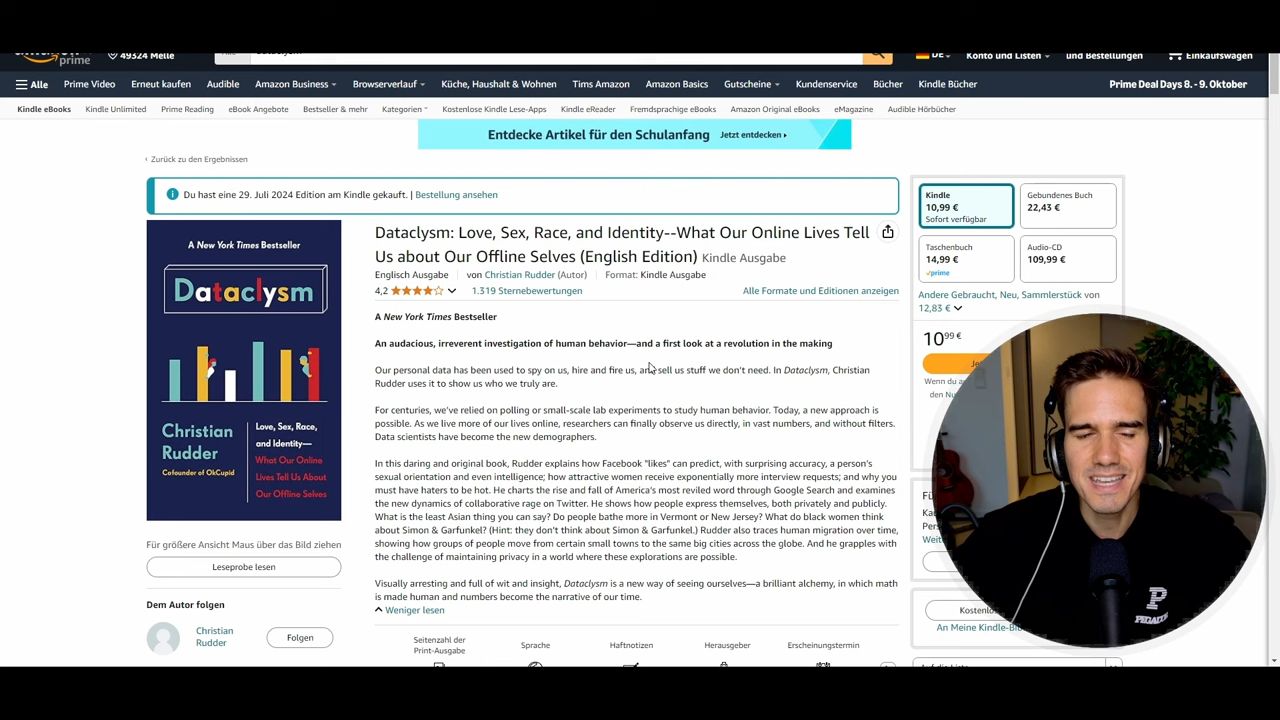 prime
49324 Melle
DE
Konto und Listen
und Bestellungen
Einkaufswagen
Alle
Prime Video
Erneut kaufen
Audible
Amazon Business
Browserverlauf
Küche, Haushalt & Wohnen
Tims Amazon
Amazon Basics
Gutscheine
Kundenservice
Bücher
Kindle Bücher
Prime Deal Days 8. - 9. Oktober
Kindle eBooks
Kindle Unlimited
Prime Reading
eBook Angebote
Bestseller & mehr
Kategorien
Kostenlose Kindle Lese-Apps
Kindle eReader
Fremdsprachige eBooks
Amazon Original eBooks
eMagazine
Audible Hörbücher
Entdecke Artikel für den Schulanfang
Jetzt entdecken
‹ Zurück zu den Ergebnissen
Du hast eine 29. Juli 2024 Edition am Kindle gekauft. | Bestellung ansehen
A New York Times Bestseller
Dataclysm
Christian
Rudder
Cofounder of OkCupid
Love, Sex, Race,
and Identity—
What Our Online
Lives Tell Us About
Our Offline Selves
Für größere Ansicht Maus über das Bild ziehen
Leseprobe lesen
Dem Autor folgen
Christian
Rudder
Folgen
Dataclysm: Love, Sex, Race, and Identity--What Our Online Lives Tell
Us about Our Offline Selves (English Edition) Kindle Ausgabe
Englisch Ausgabe
von Christian Rudder (Autor)
Format: Kindle Ausgabe
4,2
1.319 Sternebewertungen
Alle Formate und Editionen anzeigen
A New York Times Bestseller
An audacious, irreverent investigation of human behavior—and a first look at a revolution in the making
Our personal data has been used to spy on us, hire and fire us, and sell us stuff we don't need. In Dataclysm, Christian
Rudder uses it to show us who we truly are.
For centuries, we've relied on polling or small-scale lab experiments to study human behavior. Today, a new approach is
possible. As we live more of our lives online, researchers can finally observe us directly, in vast numbers, and without filters.
Data scientists have become the new demographers.
In this daring and original book, Rudder explains how Facebook "likes" can predict, with surprising accuracy, a person's
sexual orientation and even intelligence; how attractive women receive exponentially more interview requests; and why you
must have haters to be hot. He charts the rise and fall of America's most reviled word through Google Search and examines
the new dynamics of collaborative rage on Twitter. He shows how people express themselves, both privately and publicly.
What is the least Asian thing you can say? Do people bathe more in Vermont or New Jersey? What do black women think
about Simon & Garfunkel? (Hint: they don't think about Simon & Garfunkel.) Rudder also traces human migration over time,
showing how groups of people move from certain small towns to the same big cities across the globe. And he grapples with
the challenge of maintaining privacy in a world where these explorations are possible.
Visually arresting and full of wit and insight, Dataclysm is a new way of seeing ourselves—a brilliant alchemy, in which math
is made human and numbers become the narrative of our time.
Weniger lesen
Seitenzahl der
Print-Ausgabe
Sprache
Haftnotizen
Herausgeber
Erscheinungstermin
Kindle
10,99 €
Sofort verfügbar
Gebundenes Buch
22,43 €
Taschenbuch
14,99 €
prime
Audio-CD
109,99 €
Andere Gebraucht, Neu, Sammlerstück von
12,83 €
10 99 €
Wenn du
den Nu